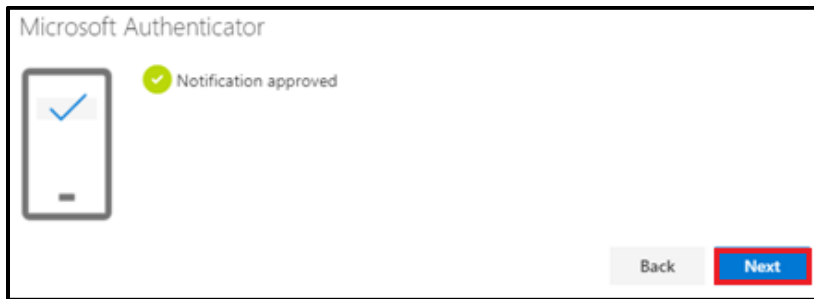 Microsoft Authenticator
Notification approved
Back
Next